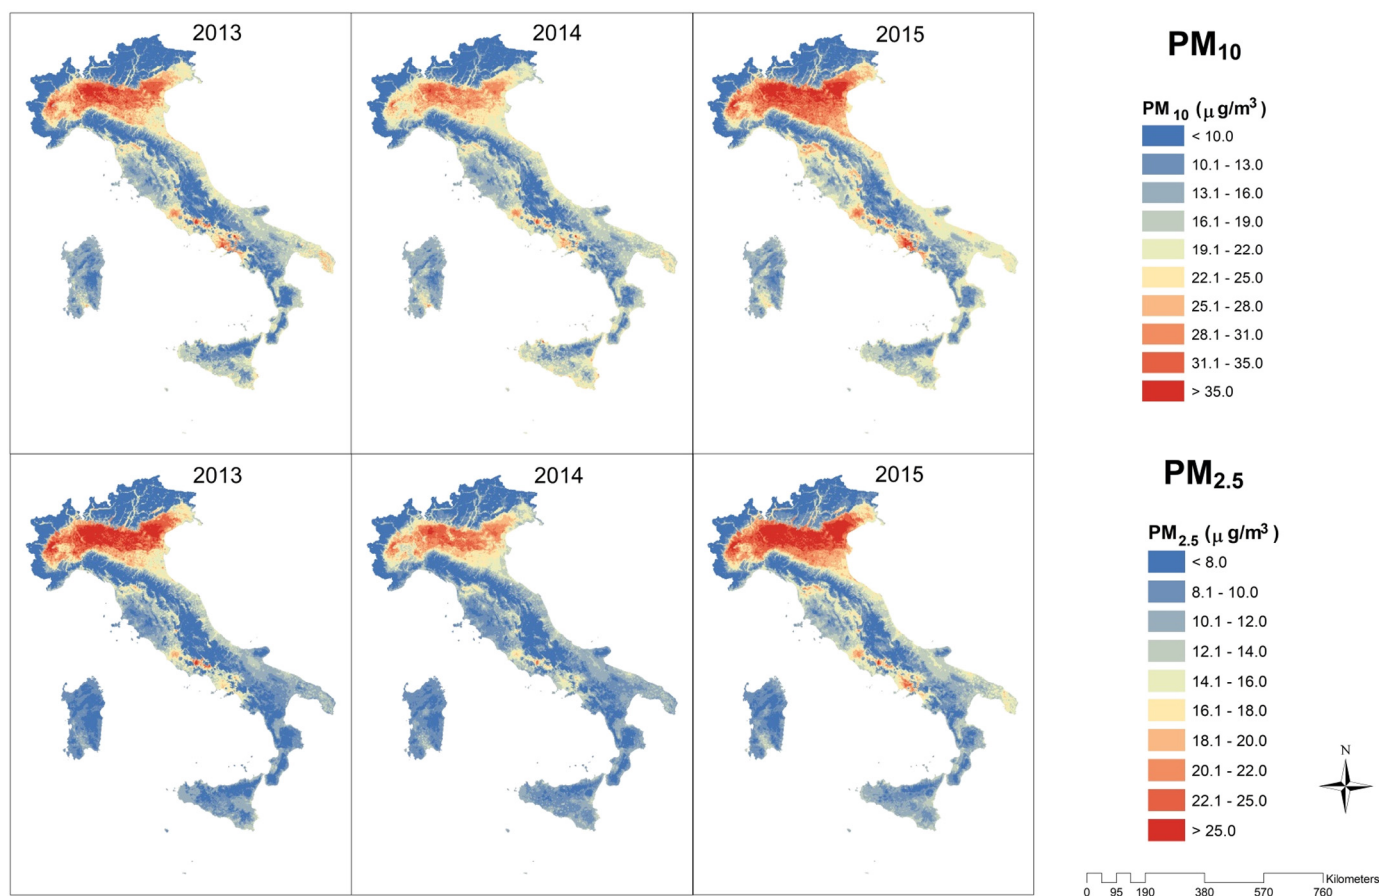 2013
2014
2015
PM10
PM 10 ( μ g/m3 )
< 10.0
10.1 - 13.0
13.1 - 16.0
16.1 - 19.0
19.1 - 22.0
22.1 - 25.0
25.1 - 28.0
28.1 - 31.0
31.1 - 35.0
> 35.0
2013
2014
2015
PM2.5
PM2.5 ( μ g/m3 )
< 8.0
8.1 - 10.0
10.1 - 12.0
12.1 - 14.0
14.1 - 16.0
16.1 - 18.0
18.1 - 20.0
20.1 - 22.0
22.1 - 25.0
> 25.0
N
Kilometers
0 95 190 380 570 760